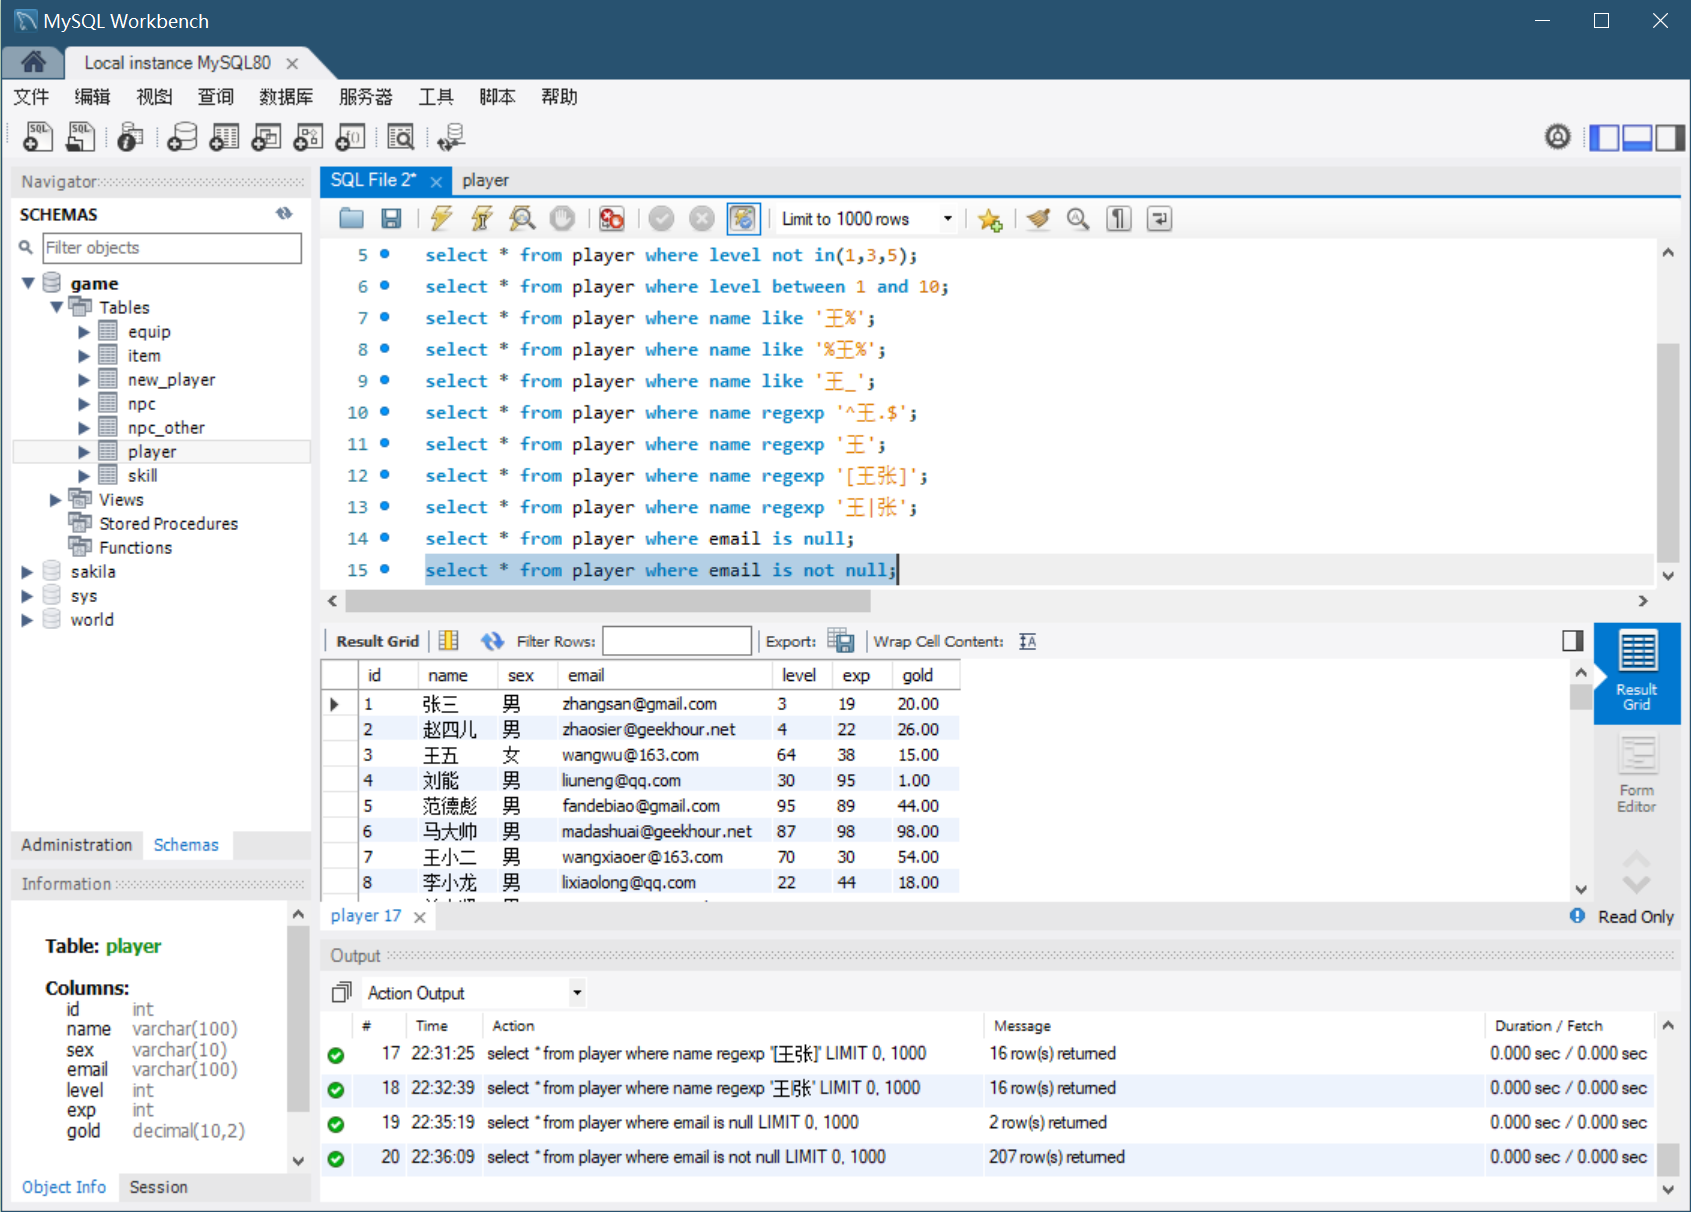 MySQL Workbench
Local instance MySQL80
文件 编辑 视图 查询 数据库 服务器 工具 脚本 帮助
Navigator
SCHEMAS
Filter objects
game
Tables
equip
item
new_player
npc
npc_other
player
skill
Views
Stored Procedures
Functions
sakila
sys
world
Administration Schemas
Information
Table: player
Columns:
id int
name varchar(100)
sex varchar(10)
email varchar(100)
level int
exp int
gold decimal(10,2)
Object Info Session
SQL File 2* player
Limit to 1000 rows
5 select * from player where level not in(1,3,5);
6 select * from player where level between 1 and 10;
7 select * from player where name like '王%';
8 select * from player where name like '%王%';
9 select * from player where name like '王_';
10 select * from player where name regexp '^王.$';
11 select * from player where name regexp '王';
12 select * from player where name regexp '[王张]';
13 select * from player where name regexp '王|张';
14 select * from player where email is null;
15 select * from player where email is not null;
Result Grid Filter Rows: Export: Wrap Cell Content:
id name sex email level exp gold
1 张三 男 zhangsan@gmail.com 3 19 20.00
2 赵四儿 男 zhaosier@geekhour.net 4 22 26.00
3 王五 女 wangwu@163.com 64 38 15.00
4 刘能 男 liuneng@qq.com 30 95 1.00
5 范德彪 男 fandebiao@gmail.com 95 89 44.00
6 马大帅 男 madashuai@geekhour.net 87 98 98.00
7 王小二 男 wangxiaoer@163.com 70 30 54.00
8 李小龙 男 lixiaolong@qq.com 22 44 18.00
Result
Grid
Form
Editor
player 17
Read Only
Output
Action Output
# Time Action Message Duration / Fetch
17 22:31:25 select * from player where name regexp '[王张]' LIMIT 0, 1000 16 row(s) returned 0.000 sec / 0.000 sec
18 22:32:39 select * from player where name regexp '王|张' LIMIT 0, 1000 16 row(s) returned 0.000 sec / 0.000 sec
19 22:35:19 select * from player where email is null LIMIT 0, 1000 2 row(s) returned 0.000 sec / 0.000 sec
20 22:36:09 select * from player where email is not null LIMIT 0, 1000 207 row(s) returned 0.000 sec / 0.000 sec